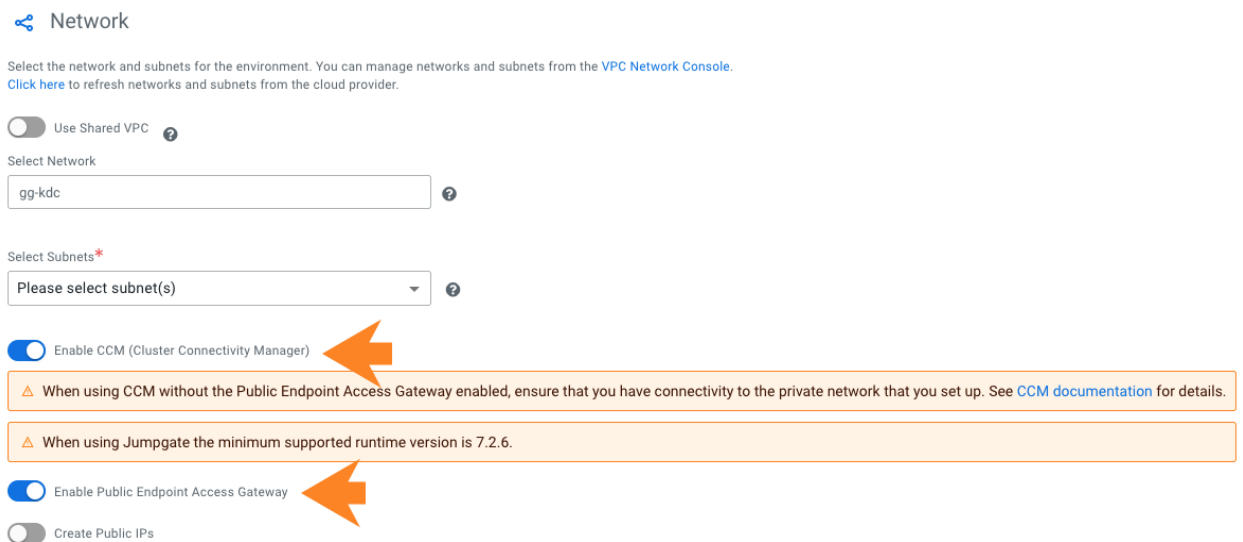 Network
Select the network and subnets for the environment. You can manage networks and subnets from the VPC Network Console.
Click here to refresh networks and subnets from the cloud provider.
Use Shared VPC
Select Network
gg-kdc
Select Subnets*
Please select subnet(s)
Enable CCM (Cluster Connectivity Manager)
When using CCM without the Public Endpoint Access Gateway enabled, ensure that you have connectivity to the private network that you set up. See CCM documentation for details.
When using Jumpgate the minimum supported runtime version is 7.2.6.
Enable Public Endpoint Access Gateway
Create Public IPs